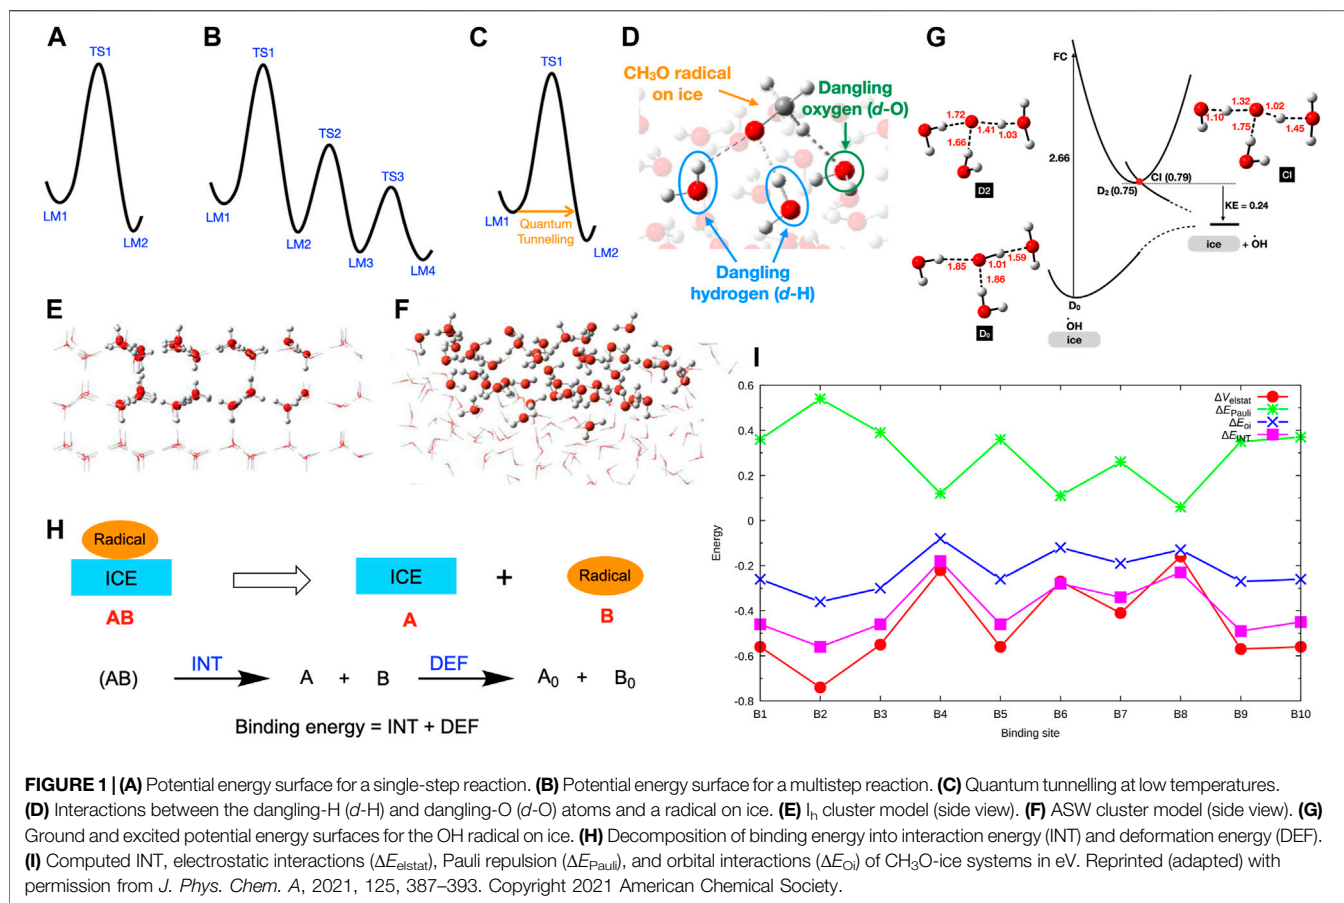 A
TS1
LM1
LM2
B
TS1
TS2
TS3
LM1
LM2
LM3
LM4
C
TS1
LM1
Quantum
Tunnelling
LM2
D
CH₃O radical
on ice
Dangling
oxygen (d-O)
Dangling
hydrogen (d-H)
G
FC
1.72
1.41
1.03
1.66
D2
2.66
1.32
1.02
1.10
1.75
1.45
CI
CI (0.79)
D₂ (0.75)
KE = 0.24
ice + ȮH
1.85
1.01
1.59
1.86
D₀
D₀
ȮH
ice
E
F
H
Radical
ICE
AB
ICE
A
+
Radical
B
(AB) INT A + B DEF A₀ + B₀
Binding energy = INT + DEF
I
ΔV_elstat
ΔE_Pauli
ΔE_oi
ΔE_INT
0.6
0.4
0.2
0
-0.2
-0.4
-0.6
-0.8
Energy
B1 B2 B3 B4 B5 B6 B7 B8 B9 B10
Binding site
FIGURE 1 | (A) Potential energy surface for a single-step reaction. (B) Potential energy surface for a multistep reaction. (C) Quantum tunnelling at low temperatures.
(D) Interactions between the dangling-H (d-H) and dangling-O (d-O) atoms and a radical on ice. (E) Iₕ cluster model (side view). (F) ASW cluster model (side view). (G)
Ground and excited potential energy surfaces for the OH radical on ice. (H) Decomposition of binding energy into interaction energy (INT) and deformation energy (DEF).
(I) Computed INT, electrostatic interactions (ΔE_elstat), Pauli repulsion (ΔE_Pauli), and orbital interactions (ΔE_Oi) of CH₃O-ice systems in eV. Reprinted (adapted) with
permission from J. Phys. Chem. A, 2021, 125, 387–393. Copyright 2021 American Chemical Society.